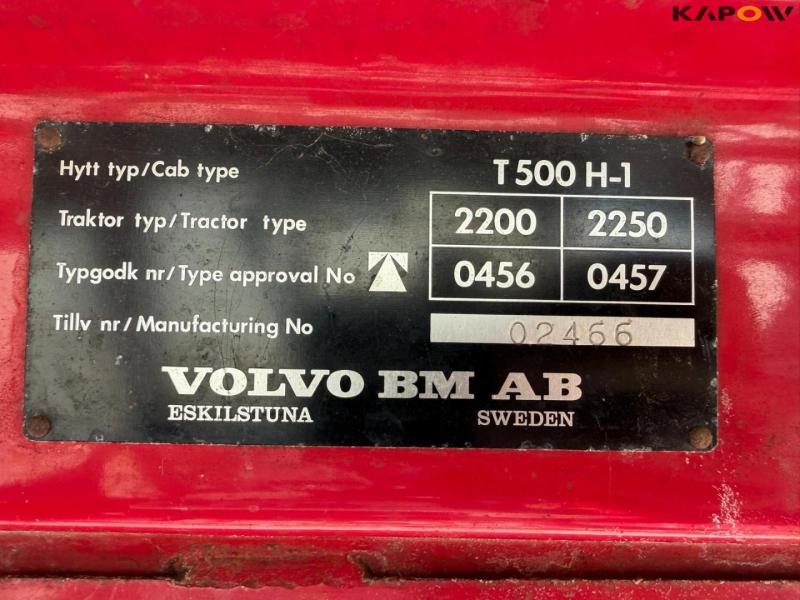 KAPOW
Hytt typ/Cab type T 500 H-1
Traktor typ/Tractor type 2200 2250
Typgodk nr/Type approval No 0456 0457
Tillv nr/Manufacturing No 02466
VOLVO BM AB
ESKILSTUNA SWEDEN